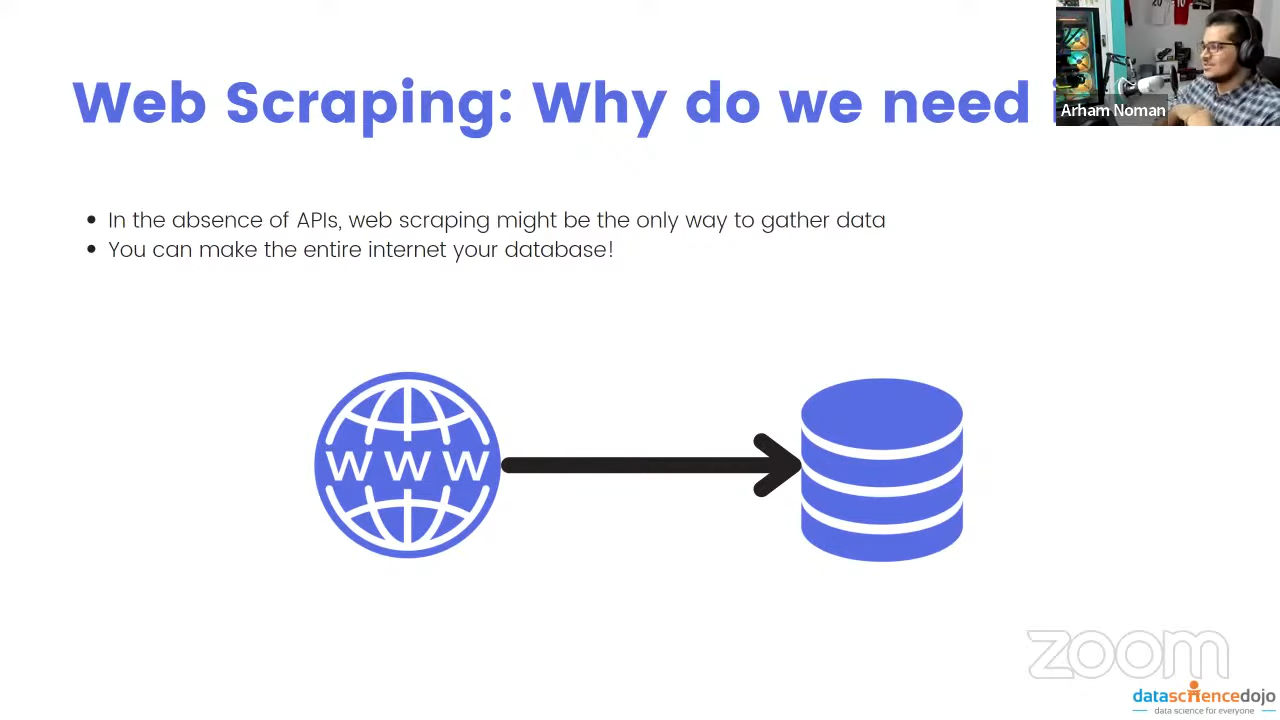 Web Scraping: Why do we need
Arham Noman
• In the absence of APIs, web scraping might be the only way to gather data
• You can make the entire internet your database!
W W W
zoom
datasciencedojo
data science for everyone